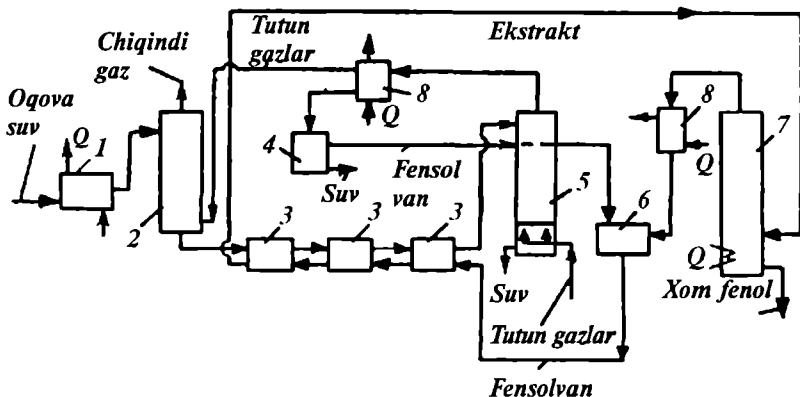 Tutun
gazlar
Ekstrakt
Chiqindi
gaz
Oqova
suv
Q
1
2
8
Q
4
Suv
Fensol
van
5
8
Q
7
6
3
3
3
Q
Suv
Xom fenol
Tutun gazlar
Fensolvan